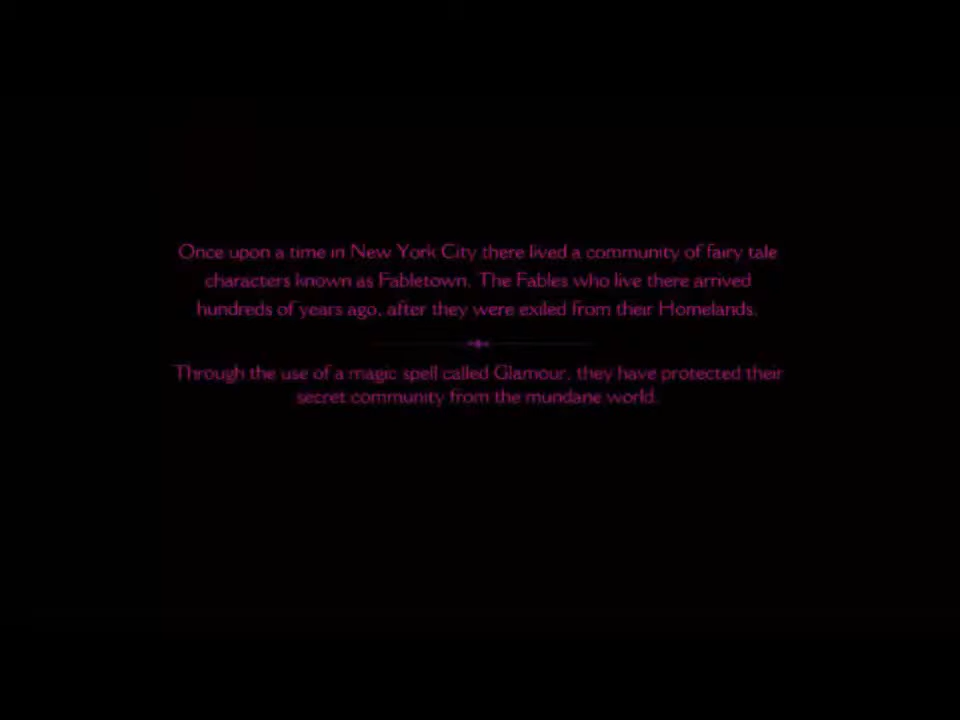 Once upon a time in New York City there lived a community of fairy tale
characters known as Fabletown. The Fables who live there arrived
hundreds of years ago, after they were exiled from their Homelands.
Through the use of a magic spell called Glamour, they have protected their
secret community from the mundane world.